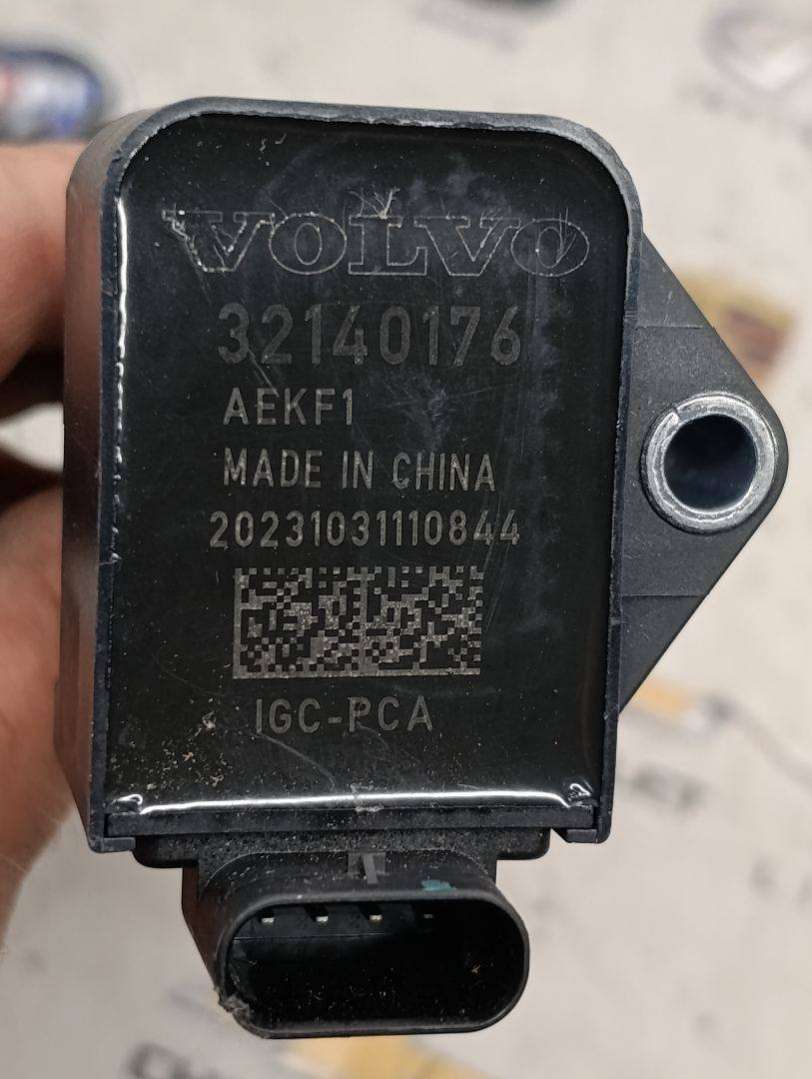 VOLVO
32140176
AEKF1
MADE IN CHINA
20231031110844
IGC-PCA